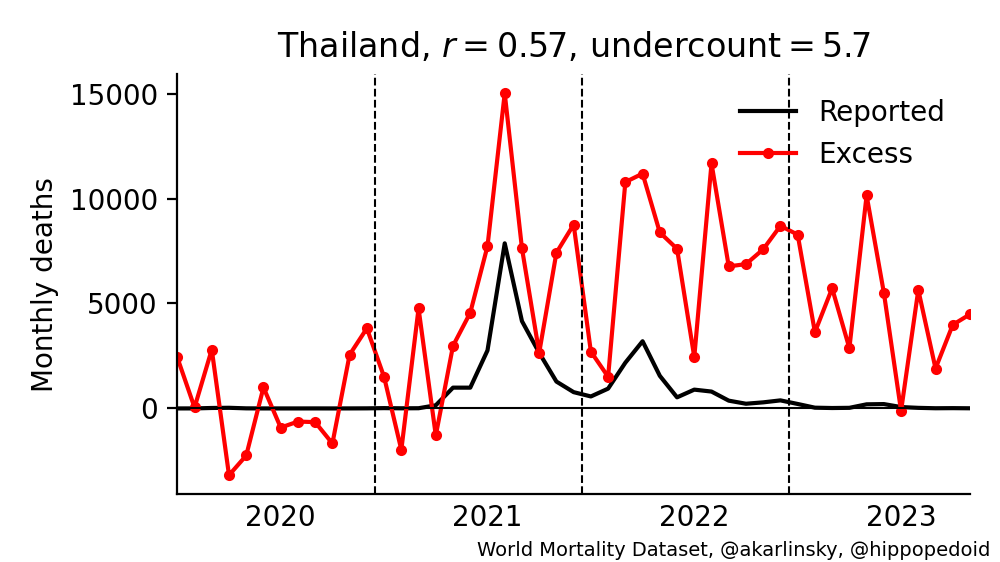 Thailand, r = 0.57, undercount = 5.7
15000
10000
5000
0
Monthly deaths
Reported
Excess
2020 2021 2022 2023
World Mortality Dataset, @akarlinsky, @hippopedoid